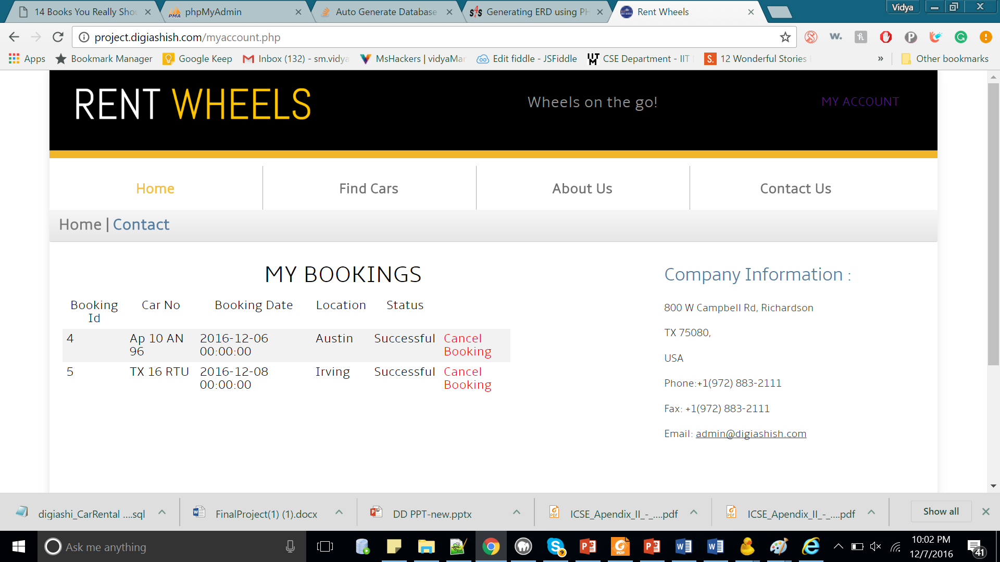 14 Books You Really Shou
phpMyAdmin
Auto Generate Database
Generating ERD using PH
Rent Wheels
Vidya
project.digiashish.com/myaccount.php
Apps
Bookmark Manager
Google Keep
Inbox (132) - sm.vidya
MsHackers | vidyaMar
Edit fiddle - JSFiddle
CSE Department - IIT
12 Wonderful Stories
» Other bookmarks
RENT WHEELS
Wheels on the go!
MY ACCOUNT
Home
Find Cars
About Us
Contact Us
Home | Contact
MY BOOKINGS
Booking Id Car No Booking Date Location Status
4 Ap 10 AN 96 2016-12-06 00:00:00 Austin Successful Cancel Booking
5 TX 16 RTU 2016-12-08 00:00:00 Irving Successful Cancel Booking
Company Information :
800 W Campbell Rd, Richardson
TX 75080,
USA
Phone:+1(972) 883-2111
Fax: +1(972) 883-2111
Email: admin@digiashish.com
digiashi_CarRental ....sql
FinalProject(1) (1).docx
DD PPT-new.pptx
ICSE_Apendix_II_-_....pdf
ICSE_Apendix_II_-_....pdf
Show all
Ask me anything
9
10:02 PM
12/7/2016
41